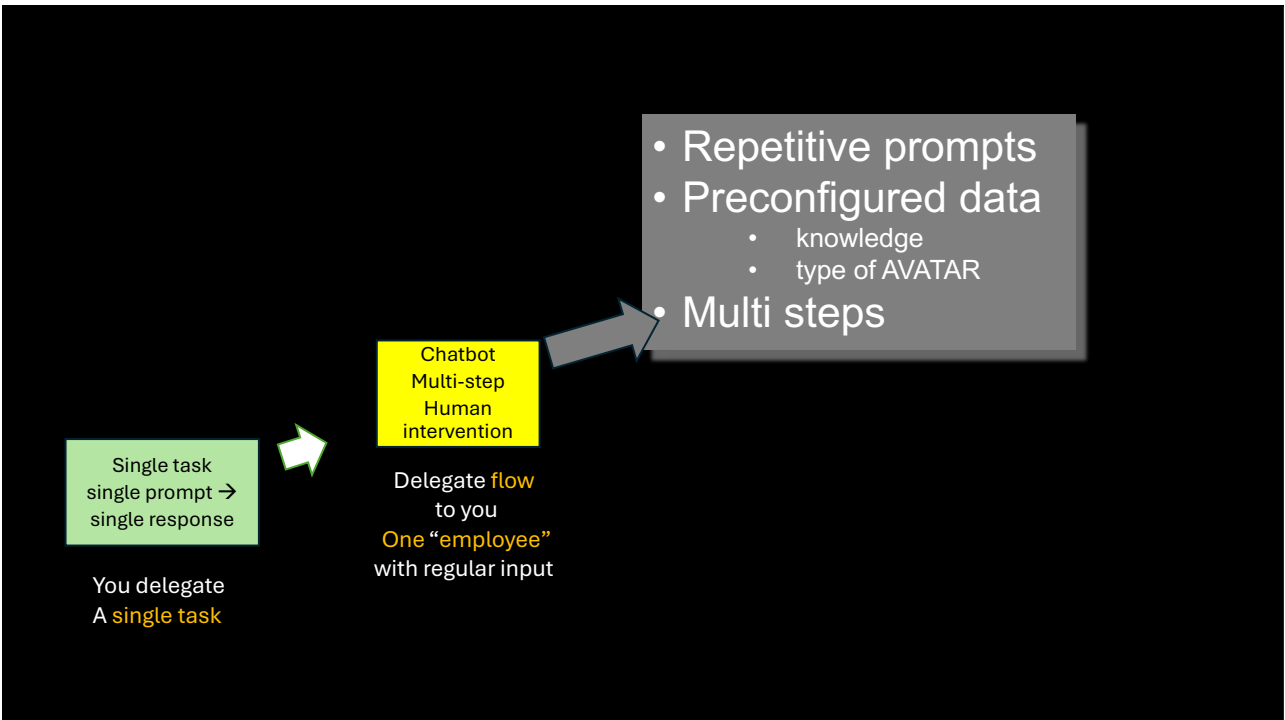 • Repetitive prompts
• Preconfigured data
• knowledge
• type of AVATAR
• Multi steps
Chatbot
Multi-step
Human
intervention
Delegate flow
to you
One “employee”
with regular input
Single task
single prompt →
single response
You delegate
A single task